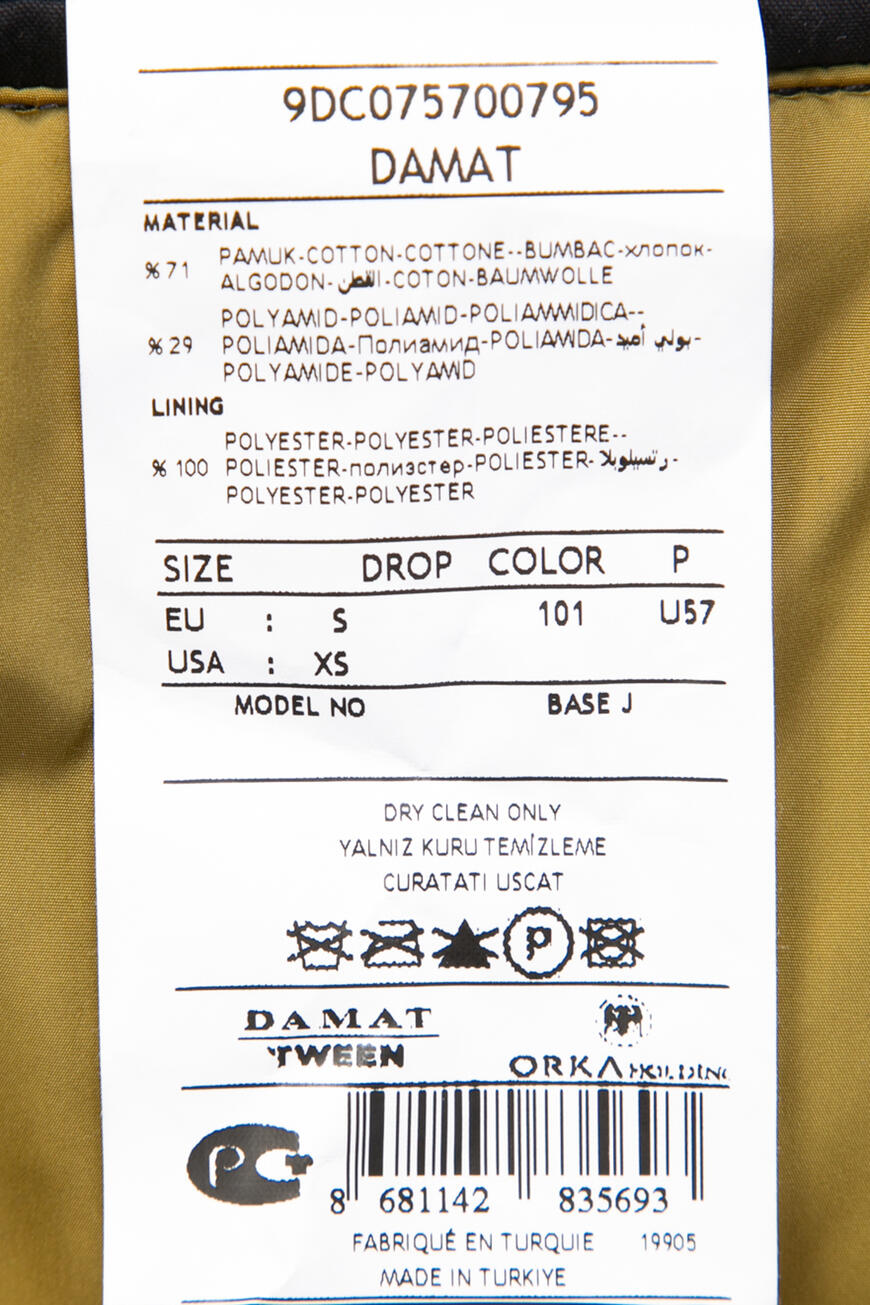 9DC075700795
DAMAT
MATERIAL
% 71 PAMUK-COTTON-COTTONE--BUMBAC-хлопок-
ALGODON-القطن-COTON-BAUMWOLLE
POLYAMID-POLIAMID-POLIAMMIDICA--
% 29 POLIAMIDA-Полиамид-POLIAMIDA-بولي أميد-
POLYAMIDE-POLYAMID
LINING
POLYESTER-POLYESTER-POLIESTERE--
% 100 POLIESTER-полиэстер-POLIESTER-
POLYESTER-POLYESTER
SIZE DROP COLOR P
EU : S 101 U57
USA : XS
MODEL NO BASE J
DRY CLEAN ONLY
YALNIZ KURU TEMİZLEME
CURATATI USCAT
P
DAMAT
'TWEEN
ORKA HOLDING
PCT
8 681142 835693
FABRIQUÉ EN TURQUIE 19905
MADE IN TURKIYE